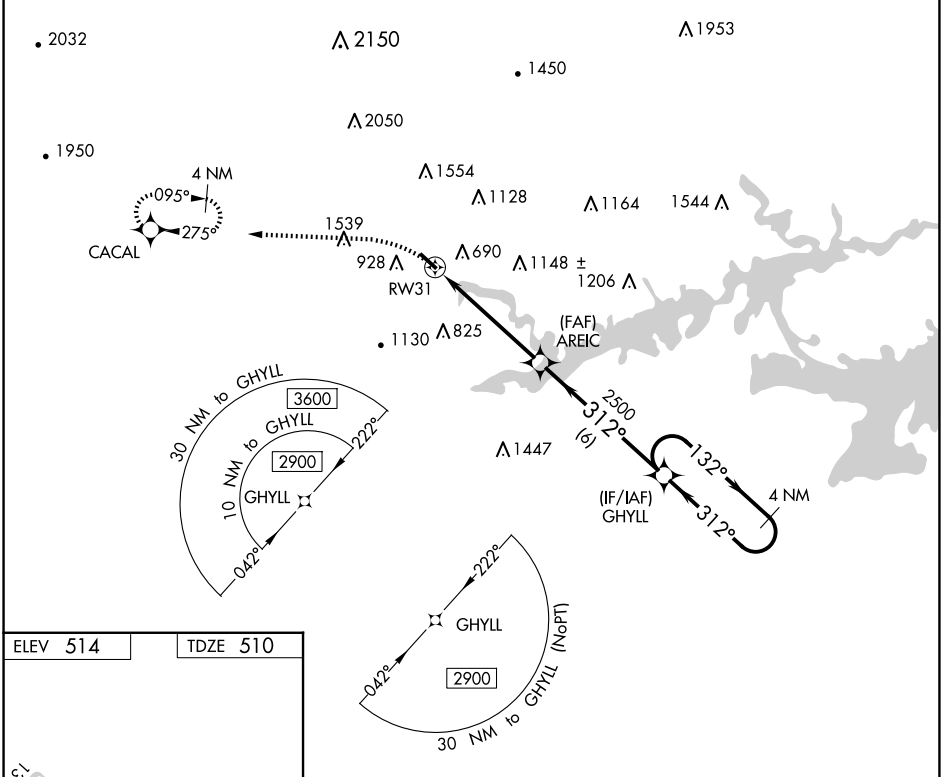 2032
2150
1953
1450
2050
1950
4 NM
1554
095°
1128
1164
1544
275°
CACAL
1539
690
928
1148 ±
1206
RW31
(FAF)
AREIC
825
1130
30 NM to GHYLL
3600
10 NM to GHYLL
2900
222°
GHYLL
042°
2500
312°
(6)
1447
132°
(IF/IAF)
GHYLL
4 NM
312°
222°
GHYLL
042°
2900
30 NM to GHYLL (NoPT)
ELEV 514
TDZE 510
13